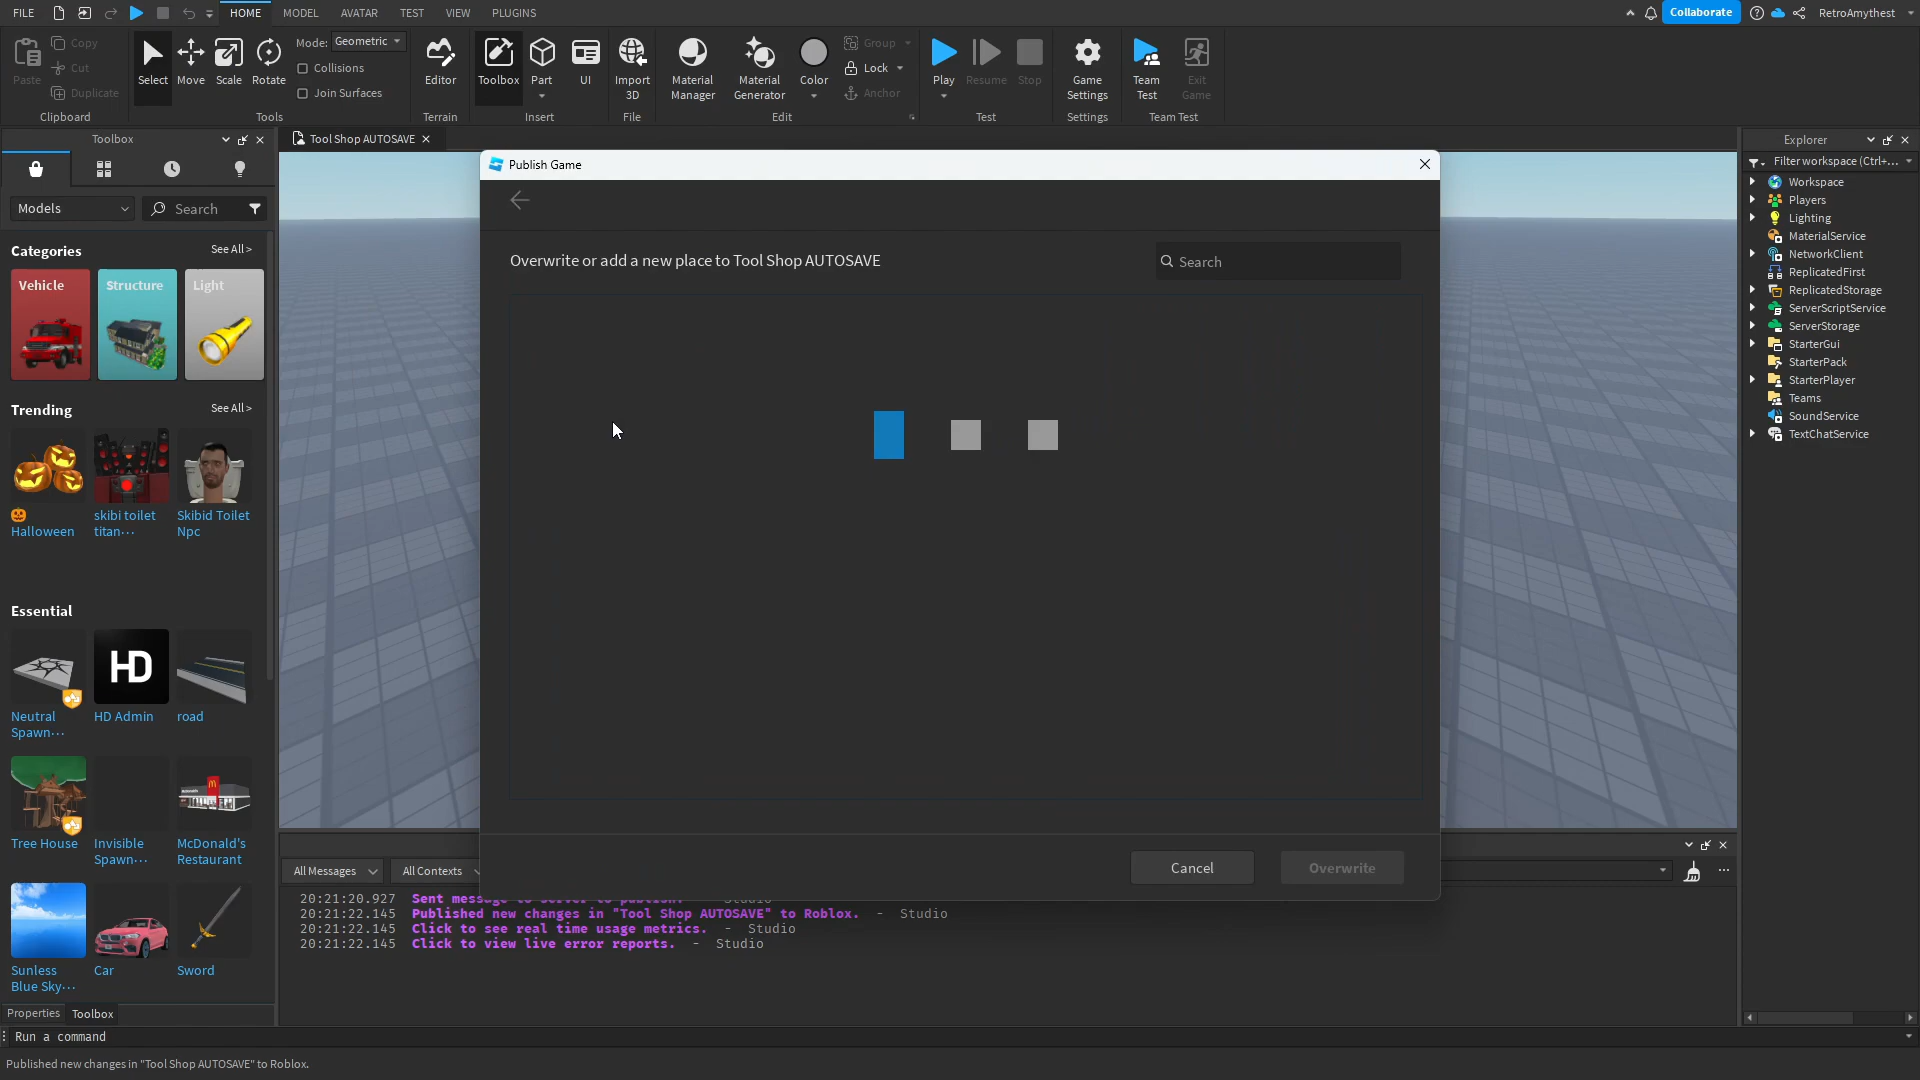 FILE
HOME
MODEL
AVATAR
TEST
VIEW
PLUGINS
Collaborate
RetroAmythest
Paste
Copy
Cut
Duplicate
Clipboard
Select
Move
Scale
Rotate
Mode: Geometric
Collisions
Join Surfaces
Tools
Editor
Terrain
Toolbox
Part
UI
Insert
Import
3D
File
Material
Manager
Material
Generator
Color
Group
Lock
Anchor
Edit
Play
Resume
Stop
Test
Game
Settings
Settings
Team
Test
Exit
Game
Team Test
Toolbox
Models
Search
Categories
See All >
Vehicle
Structure
Light
Trending
See All >
Halloween
skibi toilet
titan...
Skibid Toilet
Npc
Essential
Neutral
Spawn...
HD
HD Admin
road
Tree House
Invisible
Spawn...
McDonald's
Restaurant
Sunless
Blue Sky...
Car
Sword
Properties
Toolbox
Tool Shop AUTOSAVE
Publish Game
Overwrite or add a new place to Tool Shop AUTOSAVE
Search
Cancel
Overwrite
All Messages
All Contexts
20:21:20.927 Sent message to server to publish. - Studio
20:21:22.145 Published new changes in "Tool Shop AUTOSAVE" to Roblox. - Studio
20:21:22.145 Click to see real time usage metrics. - Studio
20:21:22.145 Click to view live error reports. - Studio
Explorer
Filter workspace (Ctrl+...
Workspace
Players
Lighting
MaterialService
NetworkClient
ReplicatedFirst
ReplicatedStorage
ServerScriptService
ServerStorage
StarterGui
StarterPack
StarterPlayer
Teams
SoundService
TextChatService
Run a command
Published new changes in "Tool Shop AUTOSAVE" to Roblox.